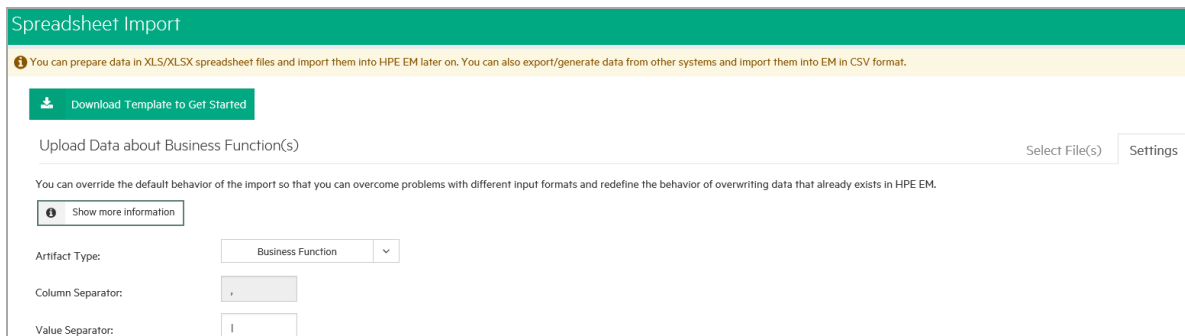 Spreadsheet Import
You can prepare data in XLS/XLSX spreadsheet files and import them into HPE EM later on. You can also export/generate data from other systems and import them into EM in CSV format.
Download Template to Get Started
Upload Data about Business Function(s)
Select File(s) Settings
You can override the default behavior of the import so that you can overcome problems with different input formats and redefine the behavior of overwriting data that already exists in HPE EM.
Show more information
Artifact Type: Business Function
Column Separator: ,
Value Separator: |